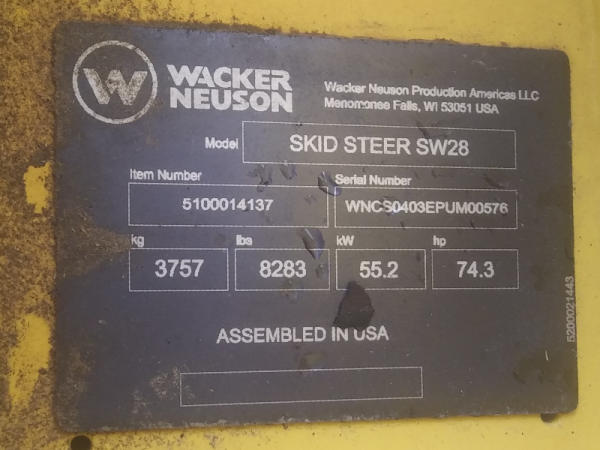 W WACKER
NEUSON
Wacker Neuson Production Americas LLC
Menomonee Falls, WI 53051 USA
Model SKID STEER SW28
Item Number Serial Number
5100014137 WNCS0403EPUM00576
kg lbs kW hp
3757 8283 55.2 74.3
ASSEMBLED IN USA
5200021443